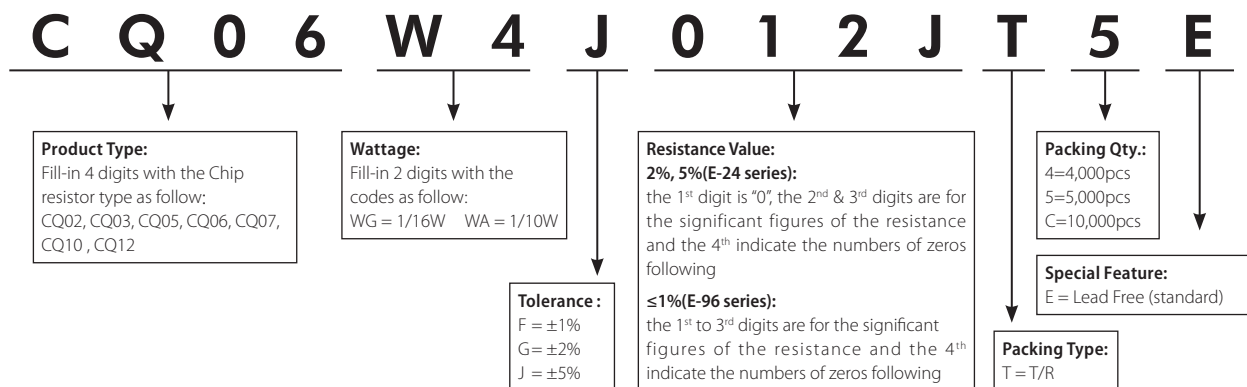 C Q 0 6 W 4 J 0 1 2 J T 5 E
Product Type:
Fill-in 4 digits with the Chip
resistor type as follow:
CQ02, CQ03, CQ05, CQ06, CQ07,
CQ10 , CQ12
Wattage:
Fill-in 2 digits with the
codes as follow:
WG = 1/16W WA = 1/10W
Tolerance :
F = ±1%
G= ±2%
J = ±5%
Resistance Value:
2%, 5%(E-24 series):
the 1st digit is “0”, the 2nd & 3rd digits are for
the significant figures of the resistance
and the 4th indicate the numbers of zeros
following
≤1%(E-96 series):
the 1st to 3rd digits are for the significant
figures of the resistance and the 4th
indicate the numbers of zeros following
Packing Type:
T = T/R
Packing Qty.:
4=4,000pcs
5=5,000pcs
C=10,000pcs
Special Feature:
E = Lead Free (standard)